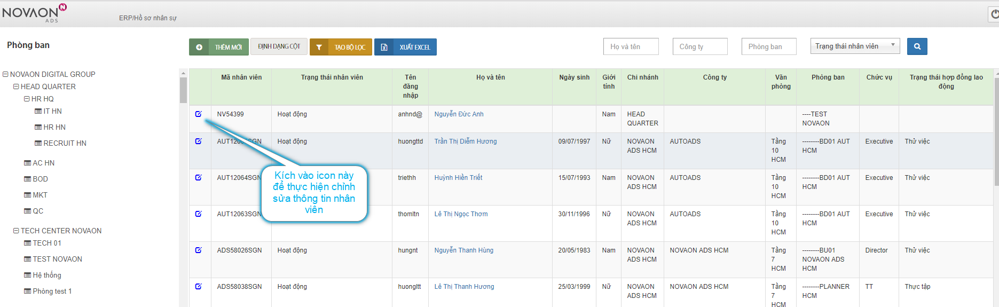 NOVAON
ADS
ERP/Hồ sơ nhân sự
Phòng ban
THÊM MỚI
ĐỊNH DẠNG CỘT
TẠO BỘ LỌC
XUẤT EXCEL
Họ và tên
Công ty
Phòng ban
Trạng thái nhân viên
NOVAON DIGITAL GROUP
HEAD QUARTER
HR HQ
IT HN
HR HN
RECRUIT HN
AC HN
BOD
MKT
QC
TECH CENTER NOVAON
TECH 01
TEST NOVAON
Hệ thống
Phòng test 1
Mã nhân viên Trạng thái nhân viên Tên Họ và tên Ngày sinh Giới Chi nhánh Công ty Văn Phòng ban Chức vụ Trạng thái hợp đồng lao
đăng tính phòng động
nhập
NV54399 Hoạt động anhnd@ Nguyễn Đức Anh Nam HEAD ----TEST
QUARTER NOVAON
Hoạt động huongttd Trần Thị Diễm Hương 09/07/1997 Nữ NOVAON AUTOADS Tầng --------BD01 AUT Executive Thử việc
ADS HCM 10 HCM
HCM
AUT12064SGN triethh Huỳnh Hiền Triết 15/07/1993 Nam NOVAON AUTOADS Tầng --------BD01 AUT Executive Thử việc
ADS HCM 10 HCM
HCM
AUT12063SGN thomltn Lê Thị Ngọc Thơm 30/11/1996 Nữ NOVAON AUTOADS Tầng --------BD01 AUT Executive Thử việc
ADS HCM 10 HCM
HCM
ADS58026SGN Hoạt động hungnt Nguyễn Thanh Hùng 20/05/1983 Nam NOVAON NOVAON ADS HCM Tầng --------BU01 Director Thử việc
ADS HCM 7 NOVAON ADS
HCM HCM
ADS58038SGN Hoạt động huongltt Lê Thị Thanh Hương 25/03/1999 Nữ NOVAON NOVAON ADS HCM Tầng --------PLANNER TT Thực tập
ADS HCM 7 HCM
HCM
Kích vào icon này
để thực hiện chỉnh
sửa thông tin nhân
viên